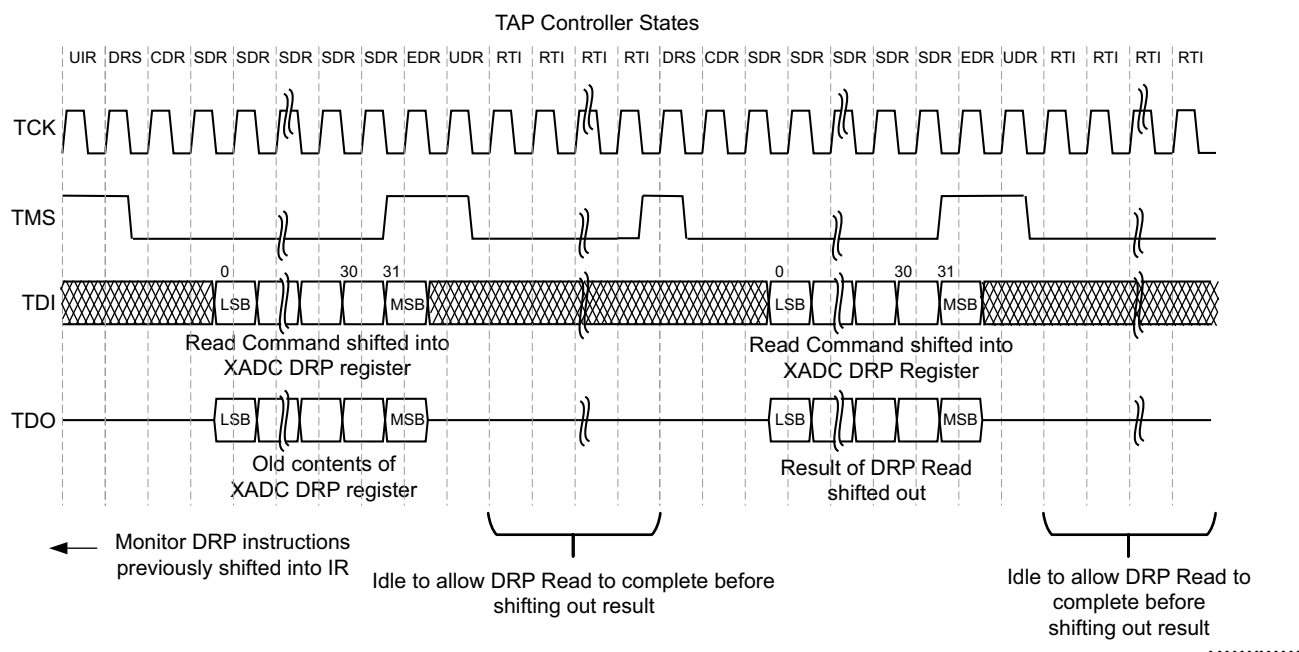 TAP Controller States
UIR DRS CDR SDR SDR SDR SDR SDR EDR UDR RTI RTI RTI RTI DRS CDR SDR SDR SDR SDR SDR EDR UDR RTI RTI RTI RTI
TCK
TMS
0 30 31 0 30 31
TDI LSB MSB LSB MSB
Read Command shifted into
XADC DRP register
Read Command shifted into
XADC DRP Register
TDO LSB MSB LSB MSB
Old contents of
XADC DRP register
Result of DRP Read
shifted out
Monitor DRP instructions
previously shifted into IR
Idle to allow DRP Read to complete before
shifting out result
Idle to allow DRP Read to
complete before
shifting out result